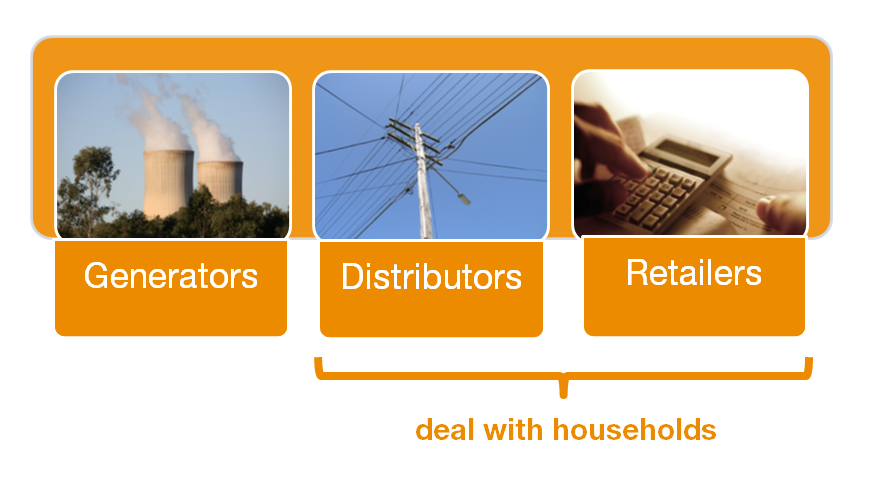 Generators
Distributors
Retailers
deal with households